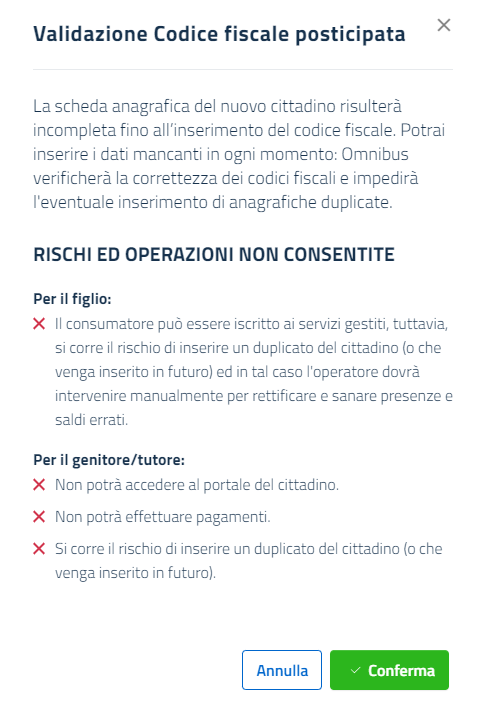 Validazione Codice fiscale posticipata
La scheda anagrafica del nuovo cittadino risulterà
incompleta fino all’inserimento del codice fiscale. Potrai
inserire i dati mancanti in ogni momento: Omnibus
verificherà la correttezza dei codici fiscali e impedirà
l'eventuale inserimento di anagrafiche duplicate.
RISCHI ED OPERAZIONI NON CONSENTITE
Per il figlio:
Il consumatore può essere iscritto ai servizi gestiti, tuttavia,
si corre il rischio di inserire un duplicato del cittadino (o che
venga inserito in futuro) ed in tal caso l'operatore dovrà
intervenire manualmente per rettificare e sanare presenze e
saldi errati.
Per il genitore/tutore:
Non potrà accedere al portale del cittadino.
Non potrà effettuare pagamenti.
Si corre il rischio di inserire un duplicato del cittadino (o che
venga inserito in futuro).
Annulla
Conferma